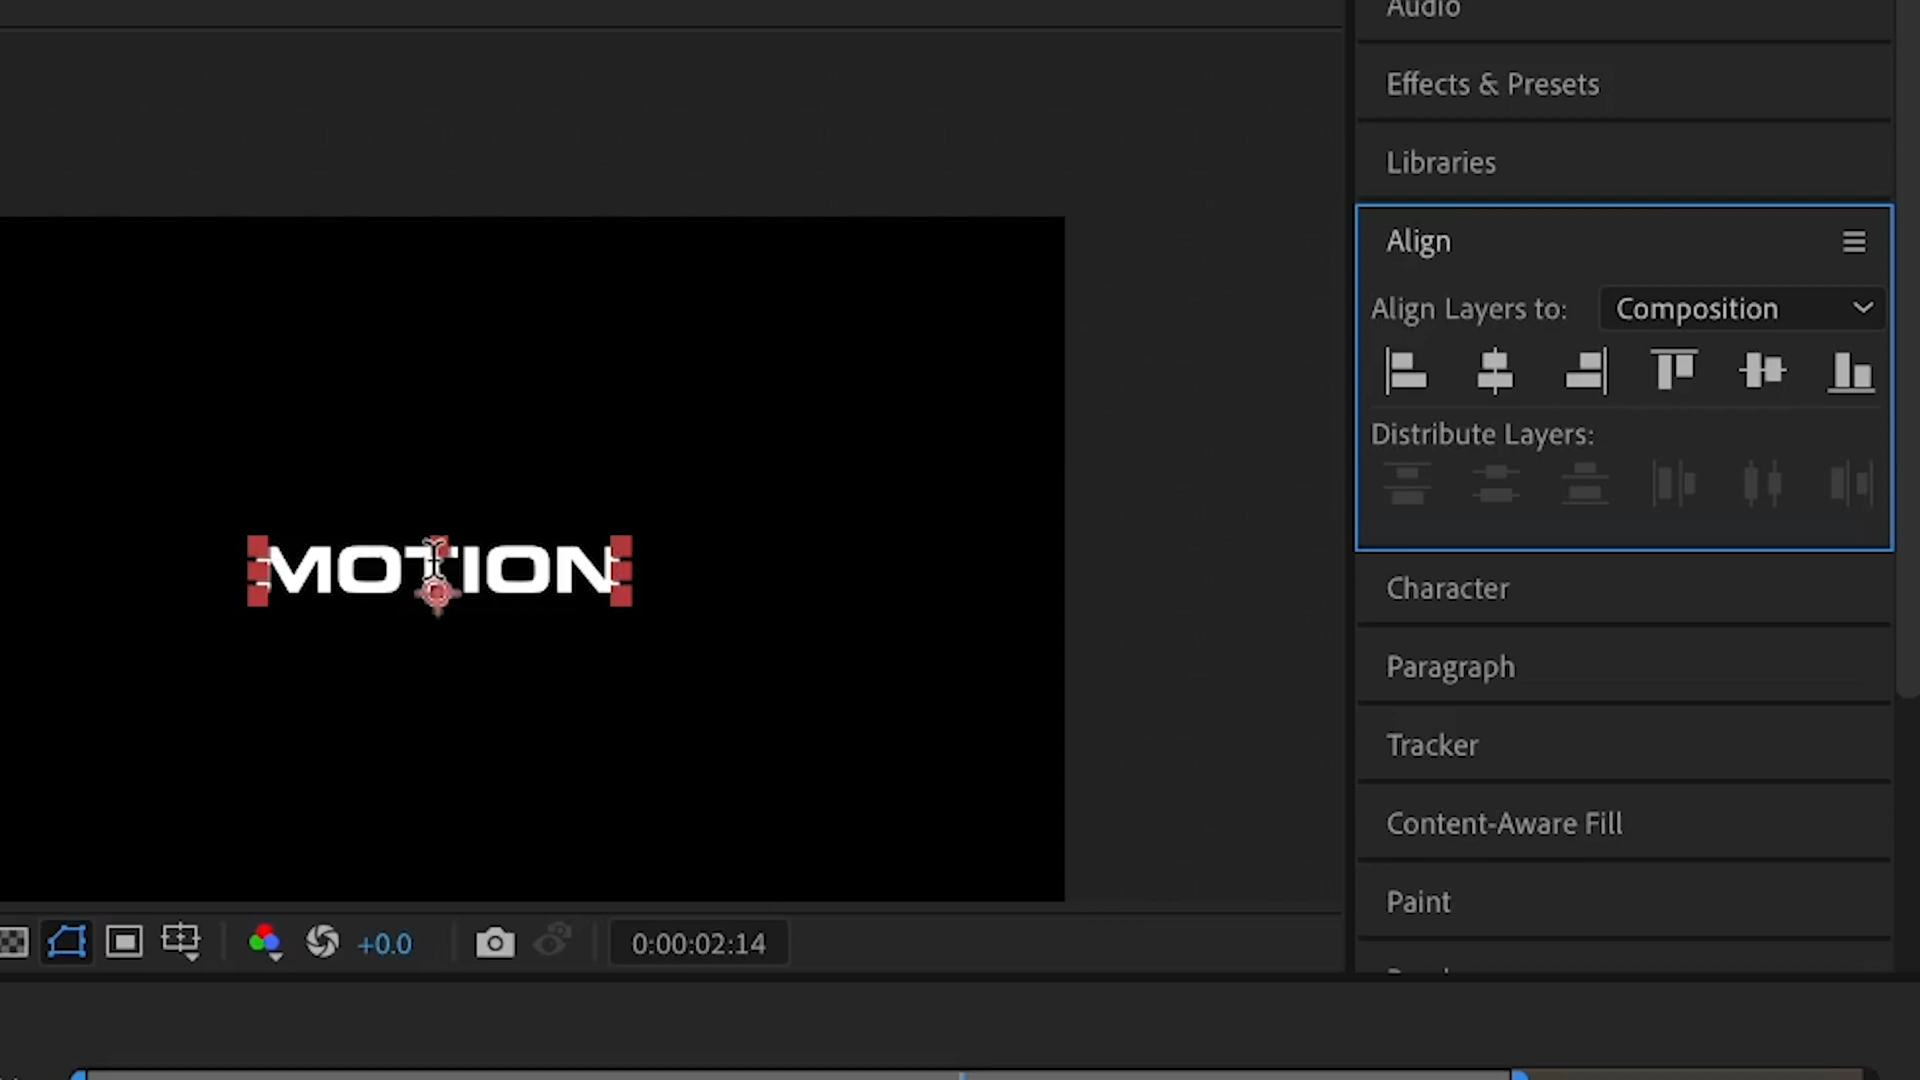 Audio
Effects & Presets
Libraries
Align
Align Layers to: Composition
Distribute Layers:
MOTION
Character
Paragraph
Tracker
Content-Aware Fill
Paint
+0.0
0:00:02:14